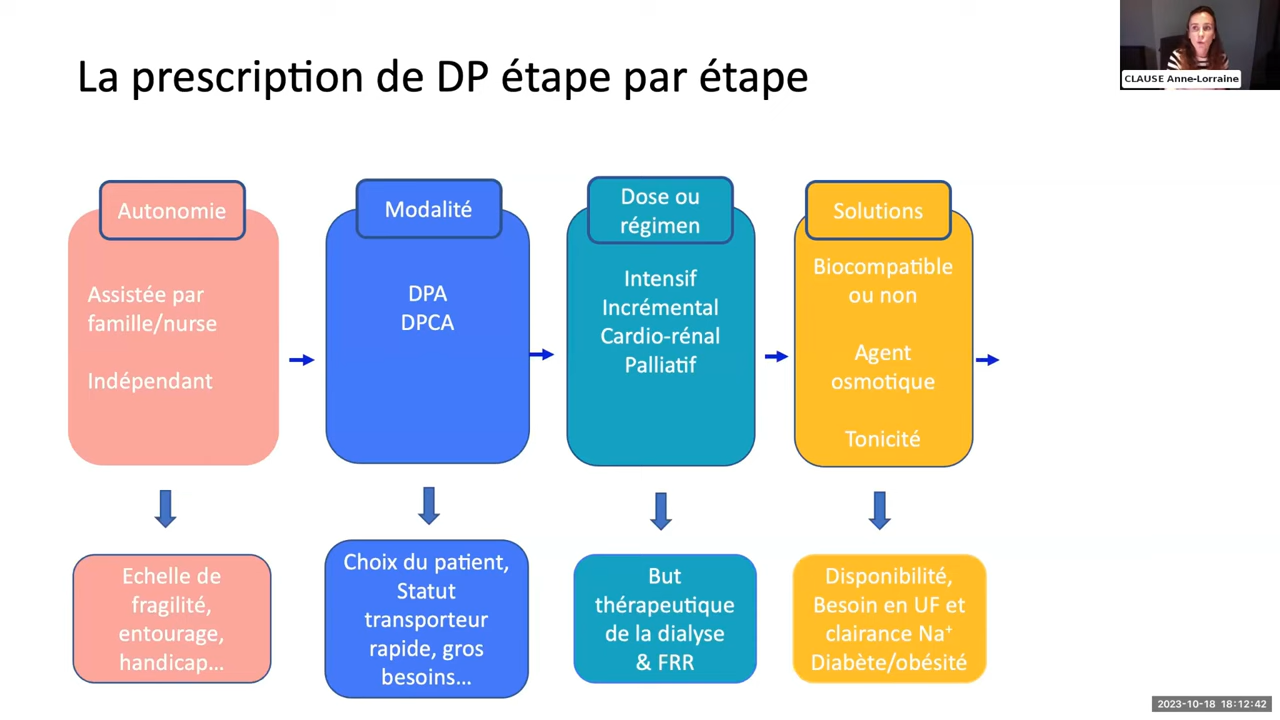 La prescription de DP étape par étape
CLAUSE Anne-Lorraine
Autonomie
Assistée par
famille/nurse
Indépendant
Echelle de
fragilité,
entourage,
handicap...
Modalité
DPA
DPCA
Choix du patient,
Statut
transporteur
rapide, gros
besoins...
Dose ou
régimen
Intensif
Incrémental
Cardio-rénal
Palliatif
But
thérapeutique
de la dialyse
& FRR
Solutions
Biocompatible
ou non
Agent
osmotique
Tonicité
Disponibilité,
Besoin en UF et
clairance Na⁺
Diabète/obésité
2023-10-18 18:12:42